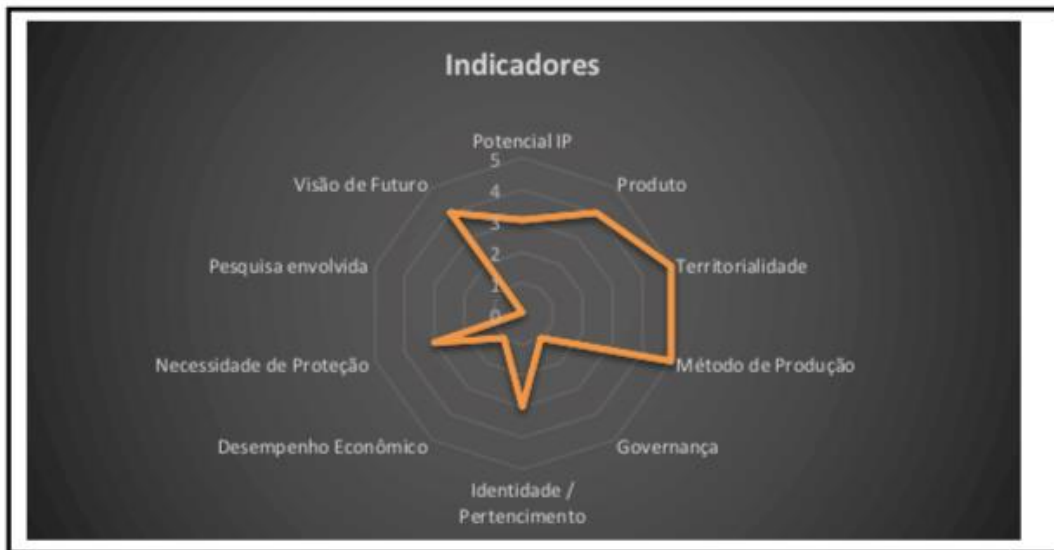 Indicadores
Potencial IP
5
Visão de Futuro
Produto
4
3
Pesquisa envolvida
Territorialidade
2
1
0
Necessidade de Proteção
Método de Produção
Desempenho Econômico
Governança
Identidade /
Pertencimento